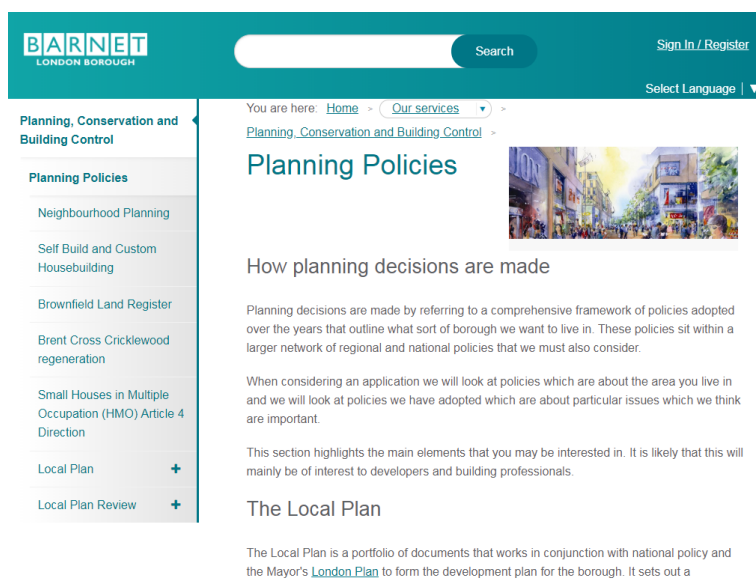 BARNET
LONDON BOROUGH
Search
Sign In / Register
Select Language | ▼
Planning, Conservation and
Building Control
Planning Policies
Neighbourhood Planning
Self Build and Custom
Housebuilding
Brownfield Land Register
Brent Cross Cricklewood
regeneration
Small Houses in Multiple
Occupation (HMO) Article 4
Direction
Local Plan +
Local Plan Review +
You are here: Home > Our services ▼ >
Planning, Conservation and Building Control >
Planning Policies
How planning decisions are made
Planning decisions are made by referring to a comprehensive framework of policies adopted
over the years that outline what sort of borough we want to live in. These policies sit within a
larger network of regional and national policies that we must also consider.
When considering an application we will look at policies which are about the area you live in
and we will look at policies we have adopted which are about particular issues which we think
are important.
This section highlights the main elements that you may be interested in. It is likely that this will
mainly be of interest to developers and building professionals.
The Local Plan
The Local Plan is a portfolio of documents that works in conjunction with national policy and
the Mayor's London Plan to form the development plan for the borough. It sets out a